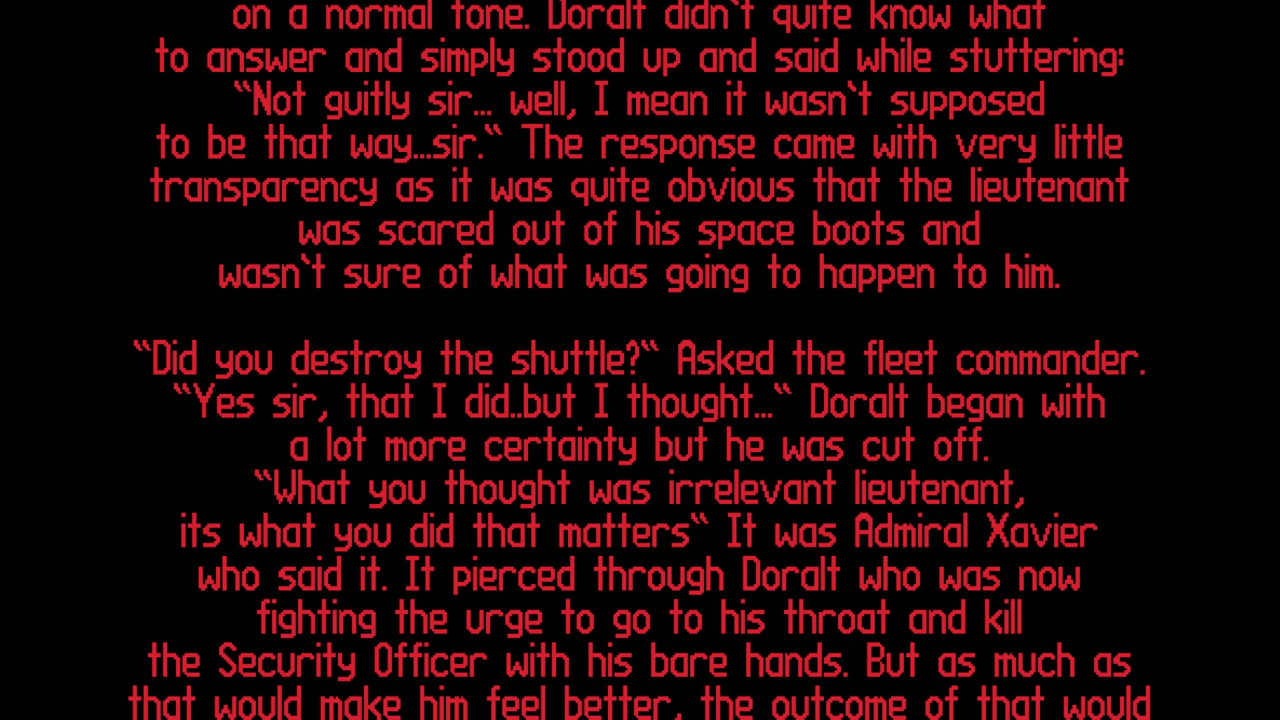 on a normal tone. Doralt didn`t quite know what
to answer and simply stood up and said while stuttering:
"Not guitly sir... well, I mean it wasn`t supposed
to be that way...sir." The response came with very little
transparency as it was quite obvious that the lieutenant
was scared out of his space boots and
wasn`t sure of what was going to happen to him.
"Did you destroy the shuttle?" Asked the fleet commander.
"Yes sir, that I did..but I thought..." Doralt began with
a lot more certainty but he was cut off.
"What you thought was irrelevant lieutenant,
its what you did that matters" It was Admiral Xavier
who said it. It pierced through Doralt who was now
fighting the urge to go to his throat and kill
the Security Officer with his bare hands. But as much as
that would make him feel better, the outcome of that would